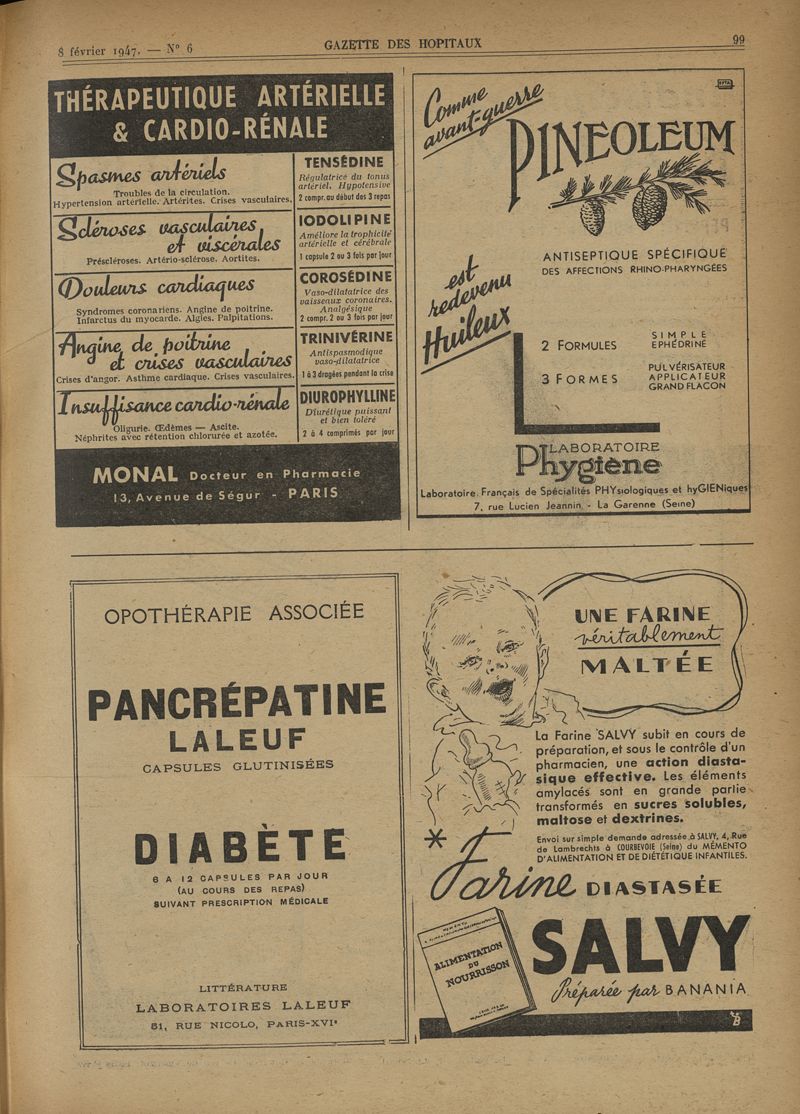 8 février 1947. — N° 6
GAZETTE DES HOPITAUX
99
THÉRAPEUTIQUE ARTÉRIELLE
& CARDIO-RÉNALE
Spasmes artériels
Troubles de la circulation.
Hypertension artérielle. Artérites. Crises vasculaires.
TENSÉDINE
Régulatrice du tonus
artériel. Hypotensive
2 compr. au début des 3 repas
Scléroses vasculaires
et viscérales
Préscléroses. Artério-sclérose. Aortites.
IODOLIPINE
Améliore la trophicité
artérielle et cérébrale
1 capsule 2 ou 3 fois par jour
Douleurs cardiaques
Syndromes coronariens. Angine de poitrine.
Infarctus du myocarde. Algies. Palpitations.
COROSÉDINE
Vaso-dilatatrice des
vaisseaux coronaires.
Analgésique
2 compr. 2 ou 3 fois par jour
Angine de poitrine
et crises vasculaires
Crises d'angor. Asthme cardiaque. Crises vasculaires.
TRINIVÉRINE
Antispasmodique
vaso-dilatatrice
1 à 3 dragées pendant la crise
Insuffisance cardio-rénale
Oligurie. Œdèmes — Ascite.
Néphrites avec rétention chlorurée et azotée.
DIUROPHYLLINE
Diurétique puissant
et bien toléré
2 à 4 comprimés par jour
MONAL Docteur en Pharmacie
13, Avenue de Ségur - PARIS
Comme
avant-guerre
PINEOLEUM
ANTISEPTIQUE SPÉCIFIQUE
DES AFFECTIONS RHINO-PHARYNGÉES
est
redevenu
Huileux
2 FORMULES
SIMPLE
EPHÉDRINÉ
3 FORMES
PULVÉRISATEUR
APPLICATEUR
GRAND FLACON
LABORATOIRE
Phygiène
Laboratoire Français de Spécialités PHYsiologiques et hyGIENiques
7, rue Lucien Jeannin - La Garenne (Seine)
OPOTHÉRAPIE ASSOCIÉE
PANCRÉPATINE
LALEUF
CAPSULES GLUTINISÉES
DIABÈTE
6 A 12 CAPSULES PAR JOUR
(AU COURS DES REPAS)
SUIVANT PRESCRIPTION MÉDICALE
LITTÉRATURE
LABORATOIRES LALEUF
51, RUE NICOLO, PARIS-XVIe
UNE FARINE
véritablement
MALTÉE
La Farine SALVY subit en cours de
préparation, et sous le contrôle d'un
pharmacien, une action diasta-
sique effective. Les éléments
amylacés sont en grande partie
transformés en sucres solubles,
maltose et dextrines.
Envoi sur simple demande adressée à SALVY, 4, Rue
de Lambrechts à COURBEVOIE (Seine) du MÉMENTO
D'ALIMENTATION ET DE DIÉTÉTIQUE INFANTILES.
*
Farine DIASTASÉE
SALVY
Préparée par BANANIA
ALIMENTATION
DU
NOURRISSON